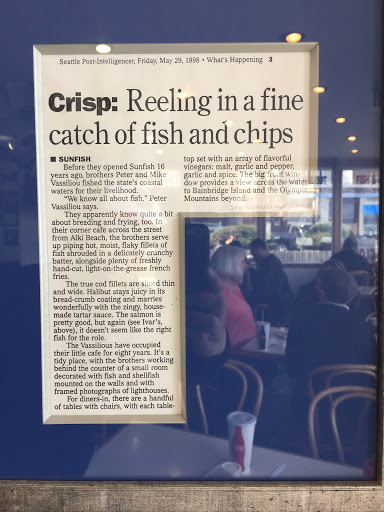 Seattle Post-Intelligencer, Friday, May 29, 1998 • What's Happening 3
Crisp: Reeling in a fine
catch of fish and chips
■ SUNFISH
Before they opened Sunfish 16
years ago, brothers Peter and Mike
Vassiliou fished the state's coastal
waters for their livelihood.
"We know all about fish," Peter
Vassiliou says.
They apparently know quite a bit
about breading and frying, too. In
their corner cafe across the street
from Alki Beach, the brothers serve
up piping hot, moist, flaky fillets of
fish shrouded in a delicately crunchy
batter, alongside plenty of freshly
hand-cut, light-on-the-grease french
fries.
The true cod fillets are sliced thin
and wide. Halibut stays juicy in its
bread-crumb coating and marries
wonderfully with the zingy, house-
made tartar sauce. The salmon is
pretty good, but again (see Ivar's,
above), it doesn't seem like the right
fish for the role.
The Vassilious have occupied
their little cafe for eight years. It's a
tidy place, with the brothers working
behind the counter of a small room
decorated with fish and shellfish
mounted on the walls and with
framed photographs of lighthouses.
For diners-in, there are a handful
of tables with chairs, with each table-
top set with an array of flavorful
vinegars: malt, garlic and pepper,
garlic and spice. The big front win-
dow provides a view across the water
to Bainbridge Island and the Olympic
Mountains beyond.